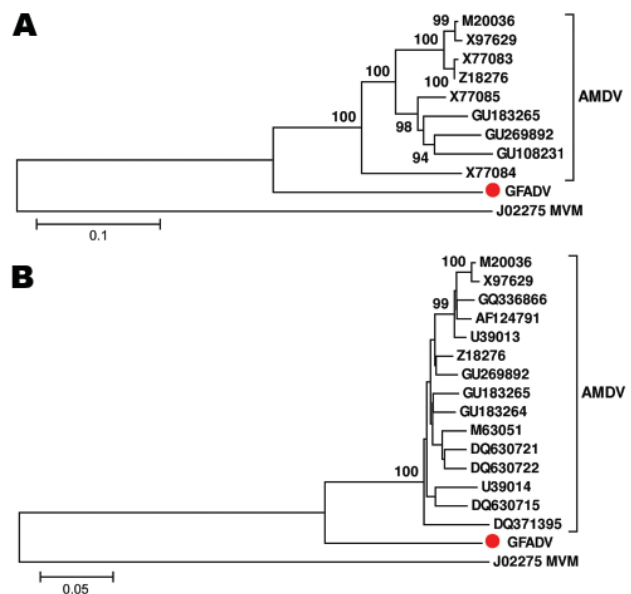 A
99
M20036
100
X97629
X77083
100
100
Z18276
X77085
AMDV
100
GU183265
98
GU269892
94
GU108231
X77084
GFADV
J02275 MVM
0.1
B
100
M20036
X97629
GQ336866
99
AF124791
U39013
Z18276
GU269892
GU183265
AMDV
GU183264
M63051
DQ630721
DQ630722
100
U39014
DQ630715
DQ371395
GFADV
J02275 MVM
0.05